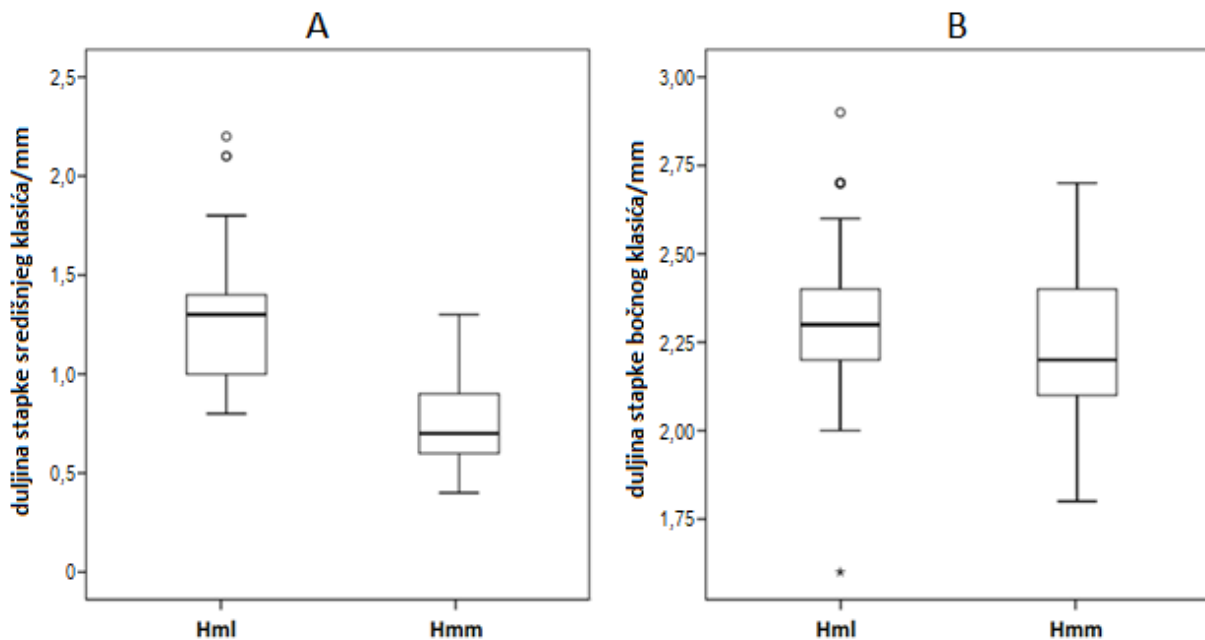 A
duljina stapke središnjeg klasića/mm
2,5
2,0
1,5
1,0
0,5
0
Hml Hmm
B
duljina stapke bočnog klasića/mm
3,00
2,75
2,50
2,25
2,00
1,75
Hml Hmm